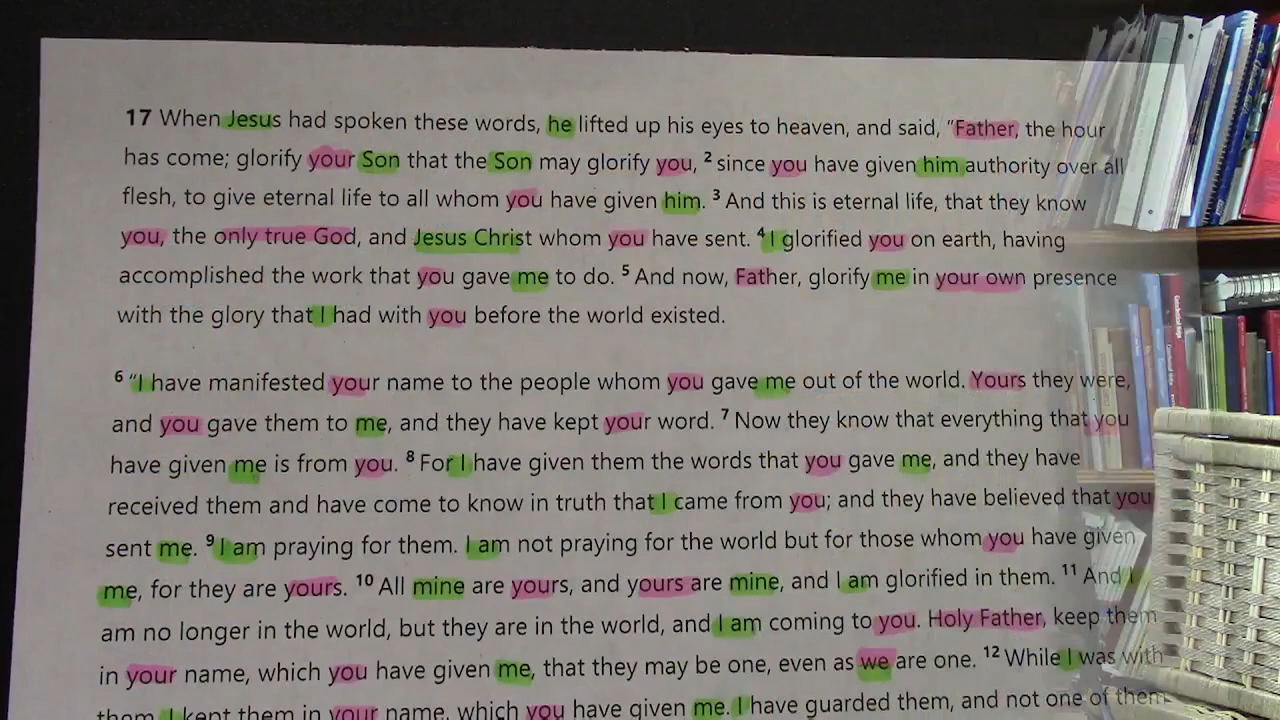 17 When Jesus had spoken these words, he lifted up his eyes to heaven, and said, “Father, the hour
has come; glorify your Son that the Son may glorify you, 2 since you have given him authority over all
flesh, to give eternal life to all whom you have given him. 3 And this is eternal life, that they know
you, the only true God, and Jesus Christ whom you have sent. 4 I glorified you on earth, having
accomplished the work that you gave me to do. 5 And now, Father, glorify me in your own presence
with the glory that I had with you before the world existed.
6 “I have manifested your name to the people whom you gave me out of the world. Yours they were,
and you gave them to me, and they have kept your word. 7 Now they know that everything that you
have given me is from you. 8 For I have given them the words that you gave me, and they have
received them and have come to know in truth that I came from you; and they have believed that you
sent me. 9 I am praying for them. I am not praying for the world but for those whom you have given
me, for they are yours. 10 All mine are yours, and yours are mine, and I am glorified in them. 11 And I
am no longer in the world, but they are in the world, and I am coming to you. Holy Father, keep them
in your name, which you have given me, that they may be one, even as we are one. 12 While I was with
them, I kept them in your name, which you have given me. I have guarded them, and not one of them